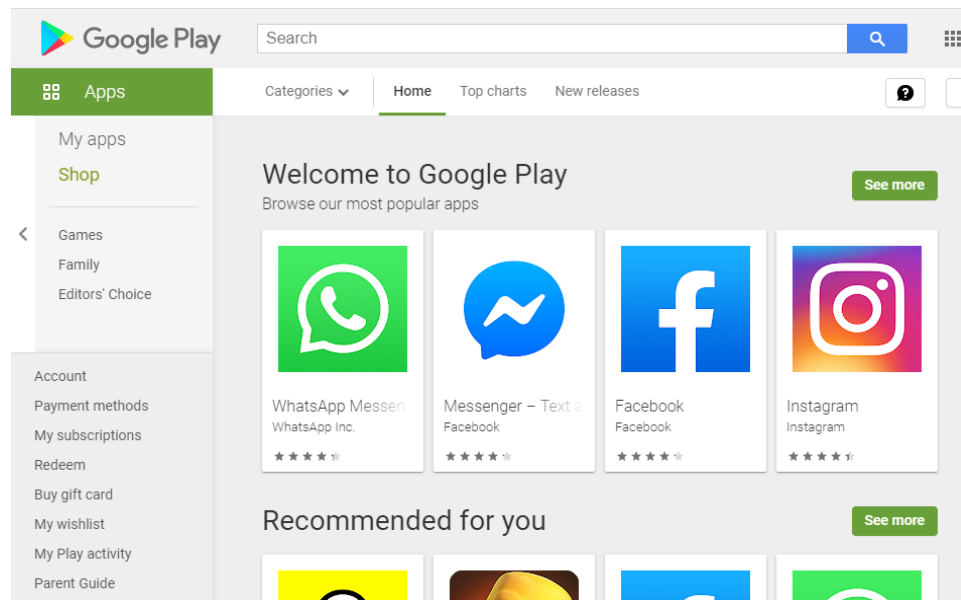 Google Play
Search
Apps
Categories
Home
Top charts
New releases
My apps
Shop
Games
Family
Editors' Choice
Account
Payment methods
My subscriptions
Redeem
Buy gift card
My wishlist
My Play activity
Parent Guide
Welcome to Google Play
Browse our most popular apps
See more
WhatsApp Messen
WhatsApp Inc.
Messenger – Text a
Facebook
Facebook
Facebook
Instagram
Instagram
Recommended for you
See more